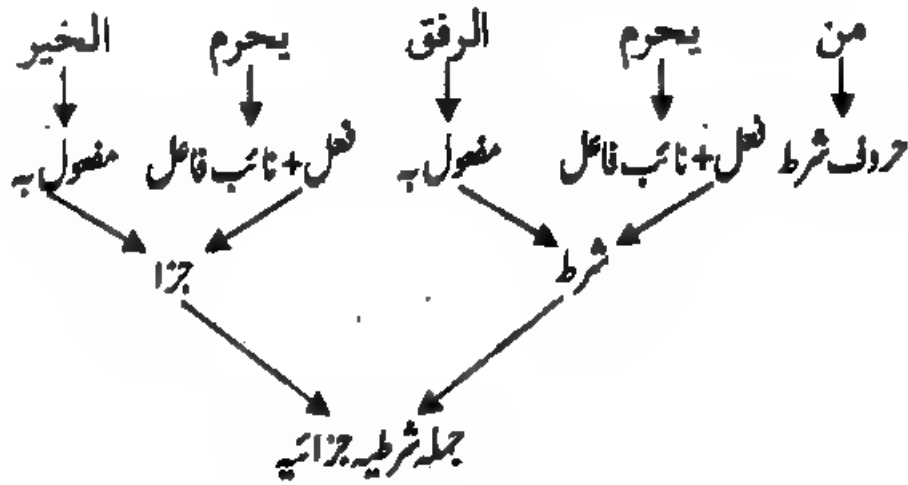 من يحرم الرفق يحرم الخير
حروف شرط فعل + نائب فاعل مفعول بہ فعل + نائب فاعل مفعول بہ
شرط جزا
جملہ شرطیہ جزائیہ